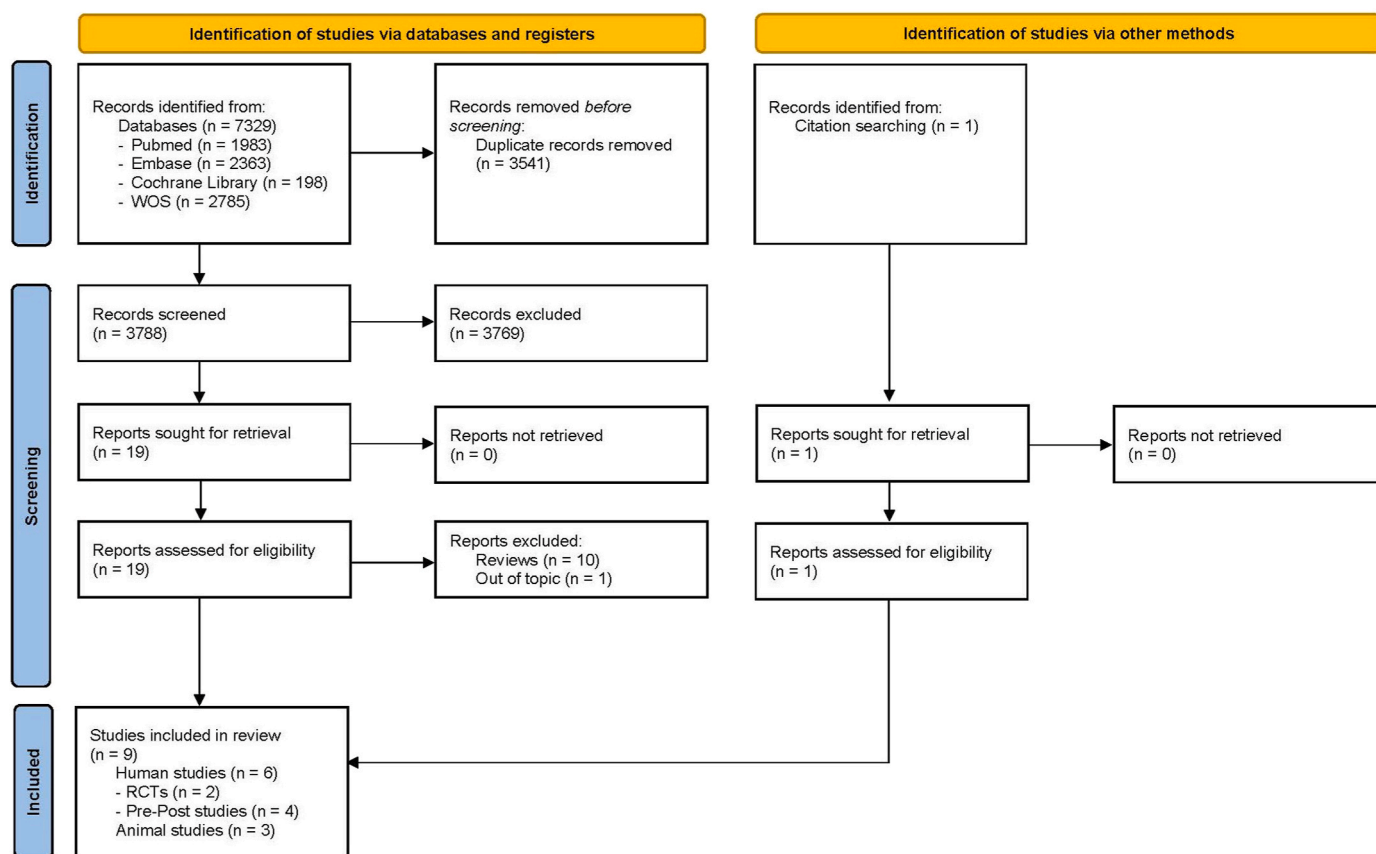 Identification of studies via databases and registers
Identification of studies via other methods
Identification
Records identified from:
Databases (n = 7329)
- Pubmed (n = 1983)
- Embase (n = 2363)
- Cochrane Library (n = 198)
- WOS (n = 2785)
Records removed before
screening:
Duplicate records removed
(n = 3541)
Records identified from:
Citation searching (n = 1)
Screening
Records screened
(n = 3788)
Records excluded
(n = 3769)
Reports sought for retrieval
(n = 19)
Reports not retrieved
(n = 0)
Reports sought for retrieval
(n = 1)
Reports not retrieved
(n = 0)
Reports assessed for eligibility
(n = 19)
Reports excluded:
Reviews (n = 10)
Out of topic (n = 1)
Reports assessed for eligibility
(n = 1)
Included
Studies included in review
(n = 9)
Human studies (n = 6)
- RCTs (n = 2)
- Pre-Post studies (n = 4)
Animal studies (n = 3)